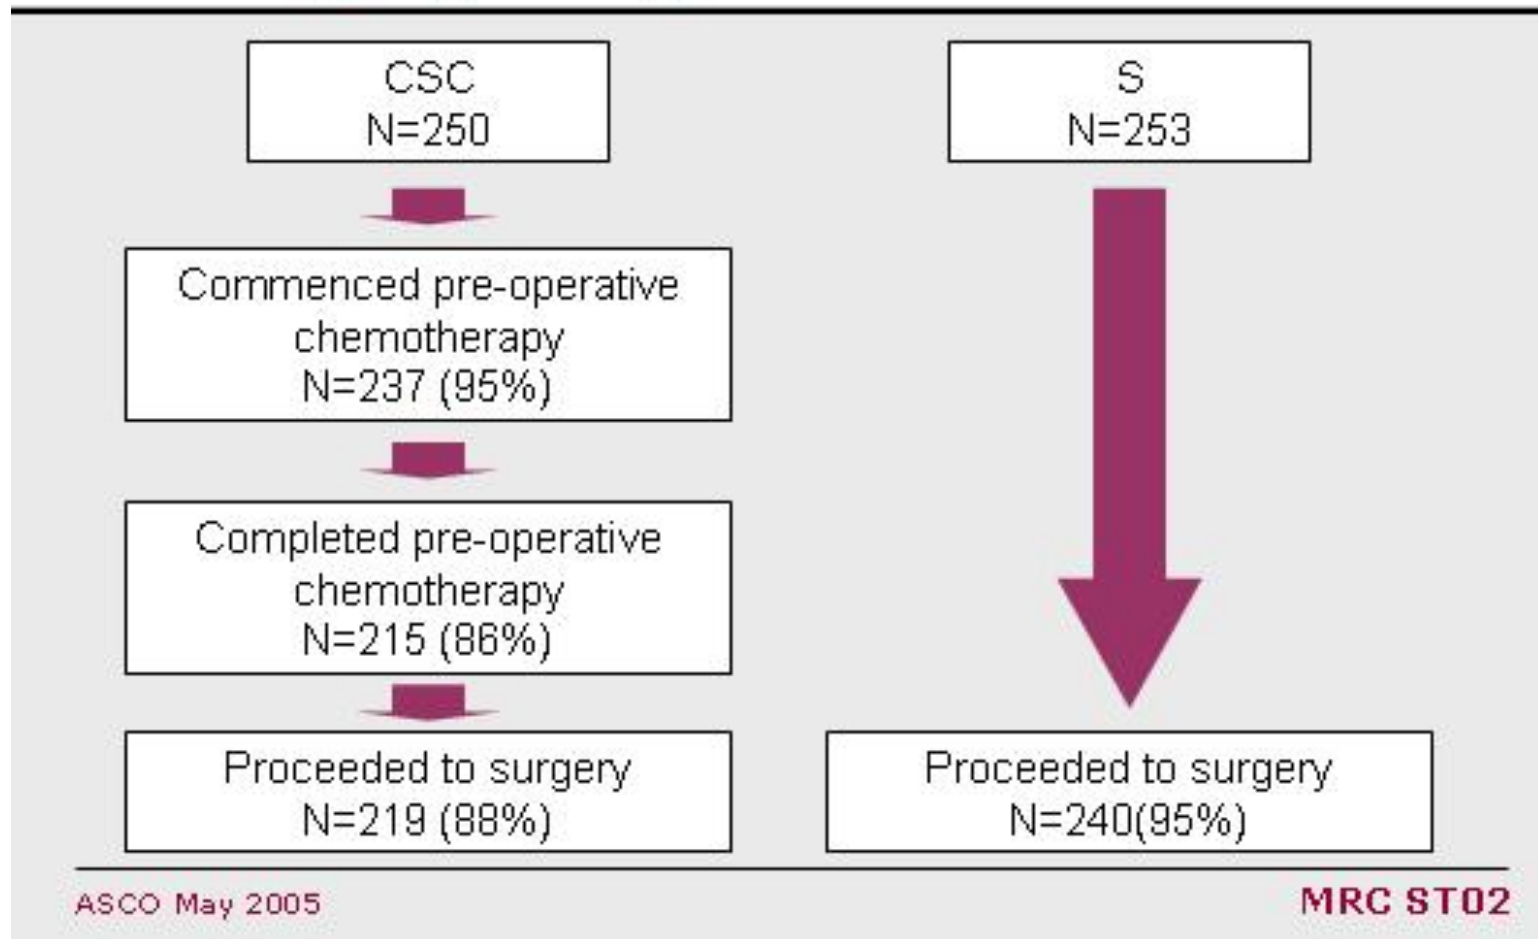 CSC
N=250
S
N=253
Commenced pre-operative
chemotherapy
N=237 (95%)
Completed pre-operative
chemotherapy
N=215 (86%)
Proceeded to surgery
N=219 (88%)
Proceeded to surgery
N=240(95%)
ASCO May 2005
MRC ST02